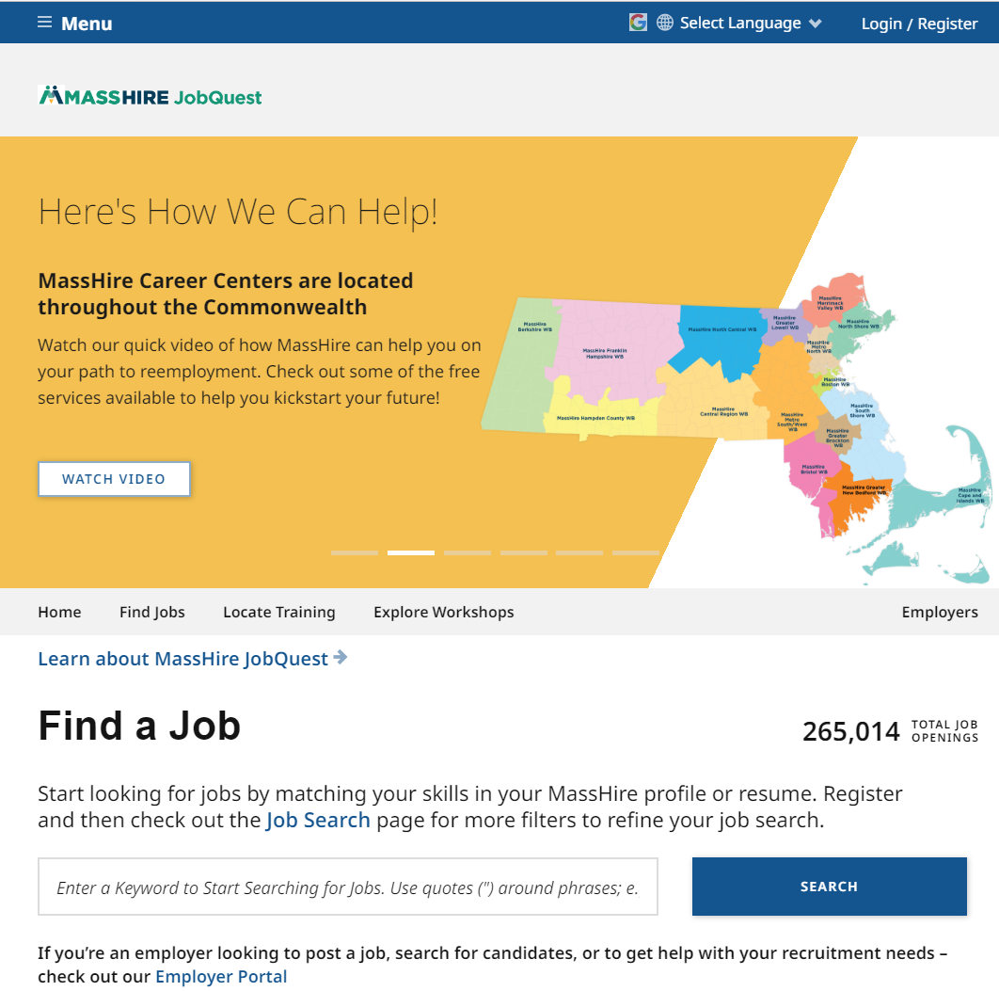 Menu
Select Language
Login / Register
MASSHIRE JobQuest
Here's How We Can Help!
MassHire Career Centers are located
throughout the Commonwealth
Watch our quick video of how MassHire can help you on
your path to reemployment. Check out some of the free
services available to help you kickstart your future!
WATCH VIDEO
MassHire
Berkshire WB
MassHire Franklin
Hampshire WB
MassHire Hampden County WB
MassHire North Central WB
MassHire
Central Region WB
MassHire
Greater
Lowell WB
MassHire
Merrimack
Valley WB
MassHire
North Shore WB
MassHire
Metro
North WB
MassHire
Boston WB
MassHire
Metro
South/West
WB
MassHire
South
Shore WB
MassHire
Greater
Brockton
WB
MassHire
Bristol WB
MassHire Greater
New Bedford WB
MassHire
Cape and
Islands WB
Home
Find Jobs
Locate Training
Explore Workshops
Employers
Learn about MassHire JobQuest
Find a Job
265,014
TOTAL JOB
OPENINGS
Start looking for jobs by matching your skills in your MassHire profile or resume. Register
and then check out the Job Search page for more filters to refine your job search.
Enter a Keyword to Start Searching for Jobs. Use quotes (") around phrases; e.
SEARCH
If you’re an employer looking to post a job, search for candidates, or to get help with your recruitment needs –
check out our Employer Portal